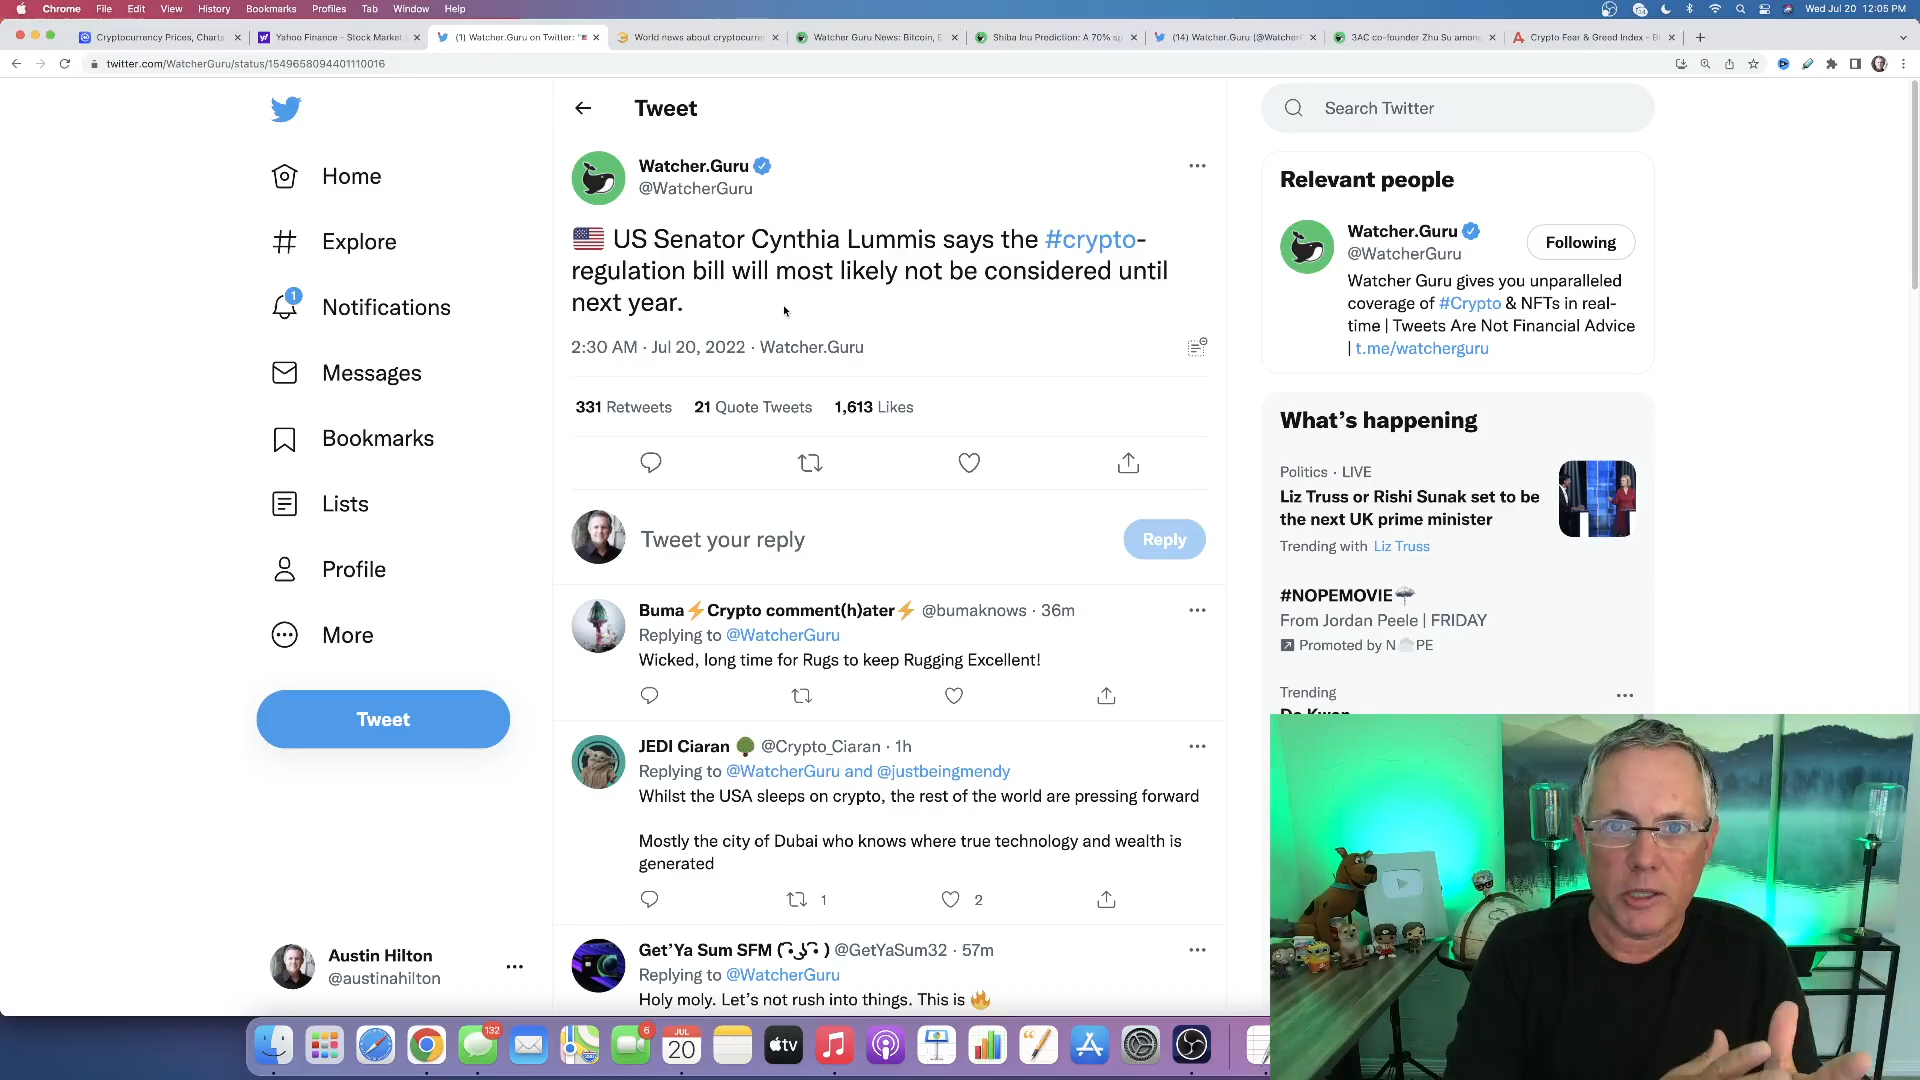 Chrome File Edit View History Bookmarks Profiles Tab Window Help
Wed Jul 20 12:05 PM
Cryptocurrency Prices, Charts
Yahoo Finance - Stock Market
(1) Watcher.Guru on Twitter: "
World news about cryptocurre
Watcher Guru News: Bitcoin, E
Shiba Inu Prediction: A 70% sp
(14) Watcher.Guru (@Watcher
3AC co-founder Zhu Su among
Crypto Fear & Greed Index - Bi
twitter.com/WatcherGuru/status/1549658094401110016
Home
Explore
1
Notifications
Messages
Bookmarks
Lists
Profile
More
Tweet
Austin Hilton
@austinahilton
Tweet
Watcher.Guru
@WatcherGuru
🇺🇸 US Senator Cynthia Lummis says the #crypto-
regulation bill will most likely not be considered until
next year.
2:30 AM · Jul 20, 2022 · Watcher.Guru
331 Retweets 21 Quote Tweets 1,613 Likes
Tweet your reply
Reply
Buma⚡Crypto comment(h)ater⚡ @bumaknows · 36m
Replying to @WatcherGuru
Wicked, long time for Rugs to keep Rugging Excellent!
JEDI Ciaran 🌳 @Crypto_Ciaran · 1h
Replying to @WatcherGuru and @justbeingmendy
Whilst the USA sleeps on crypto, the rest of the world are pressing forward
Mostly the city of Dubai who knows where true technology and wealth is
generated
1 2
Get'Ya Sum SFM ( ͡• ͜ʖ ͡• ) @GetYaSum32 · 57m
Replying to @WatcherGuru
Holy moly. Let's not rush into things. This is 🔥
Search Twitter
Relevant people
Watcher.Guru
@WatcherGuru
Following
Watcher Guru gives you unparalleled
coverage of #Crypto & NFTs in real-
time | Tweets Are Not Financial Advice
| t.me/watcherguru
What's happening
Politics · LIVE
Liz Truss or Rishi Sunak set to be
the next UK prime minister
Trending with Liz Truss
#NOPEMOVIE
From Jordan Peele | FRIDAY
Promoted by N PE
Trending
Do Kwon
132
6
JUL
20
tv